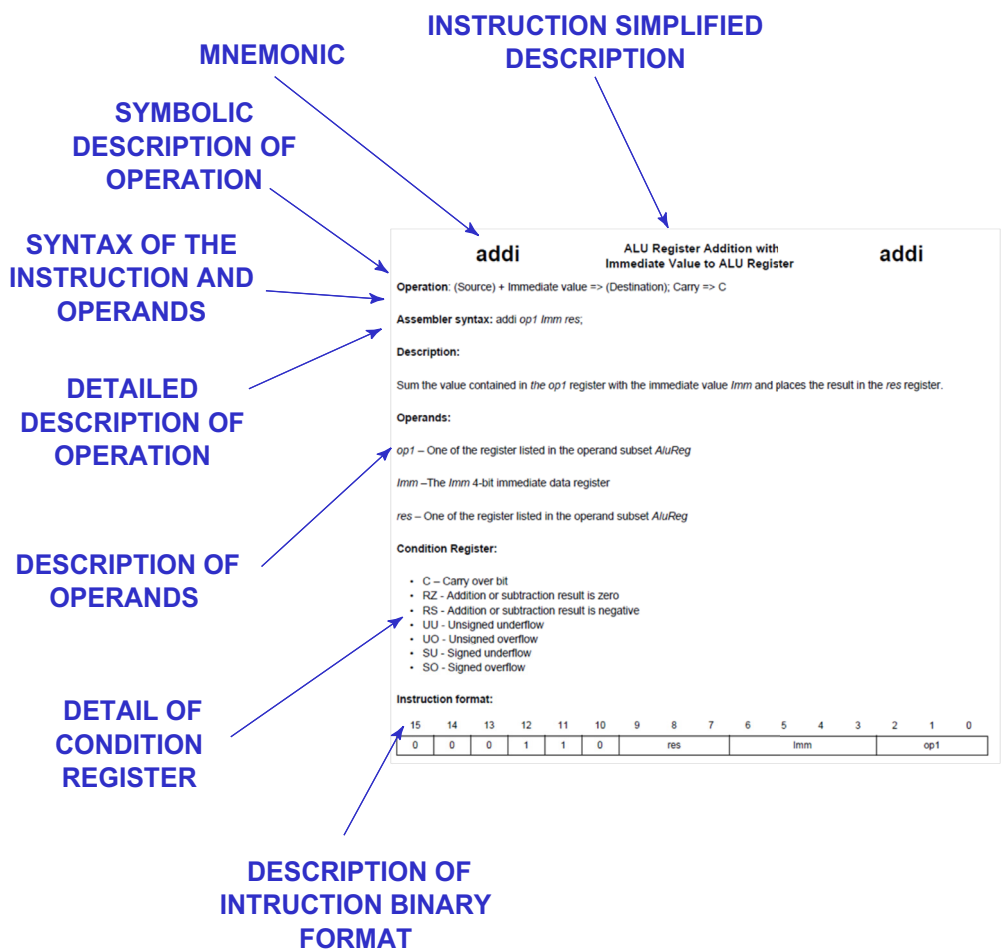 INSTRUCTION SIMPLIFIED
DESCRIPTION
MNEMONIC
SYMBOLIC
DESCRIPTION OF
OPERATION
SYNTAX OF THE
INSTRUCTION AND
OPERANDS
DETAILED
DESCRIPTION OF
OPERATION
DESCRIPTION OF
OPERANDS
DETAIL OF
CONDITION
REGISTER
DESCRIPTION OF
INTRUCTION BINARY
FORMAT
addi
ALU Register Addition with
Immediate Value to ALU Register
addi
Operation: (Source) + Immediate value => (Destination); Carry => C
Assembler syntax: addi op1 Imm res;
Description:
Sum the value contained in the op1 register with the immediate value Imm and places the result in the res register.
Operands:
op1 – One of the register listed in the operand subset AluReg
Imm –The Imm 4-bit immediate data register
res – One of the register listed in the operand subset AluReg
Condition Register:
• C – Carry over bit
• RZ - Addition or subtraction result is zero
• RS - Addition or subtraction result is negative
• UU - Unsigned underflow
• UO - Unsigned overflow
• SU - Signed underflow
• SO - Signed overflow
Instruction format:
15 14 13 12 11 10 9 8 7 6 5 4 3 2 1 0
0 0 0 1 1 0 res Imm op1